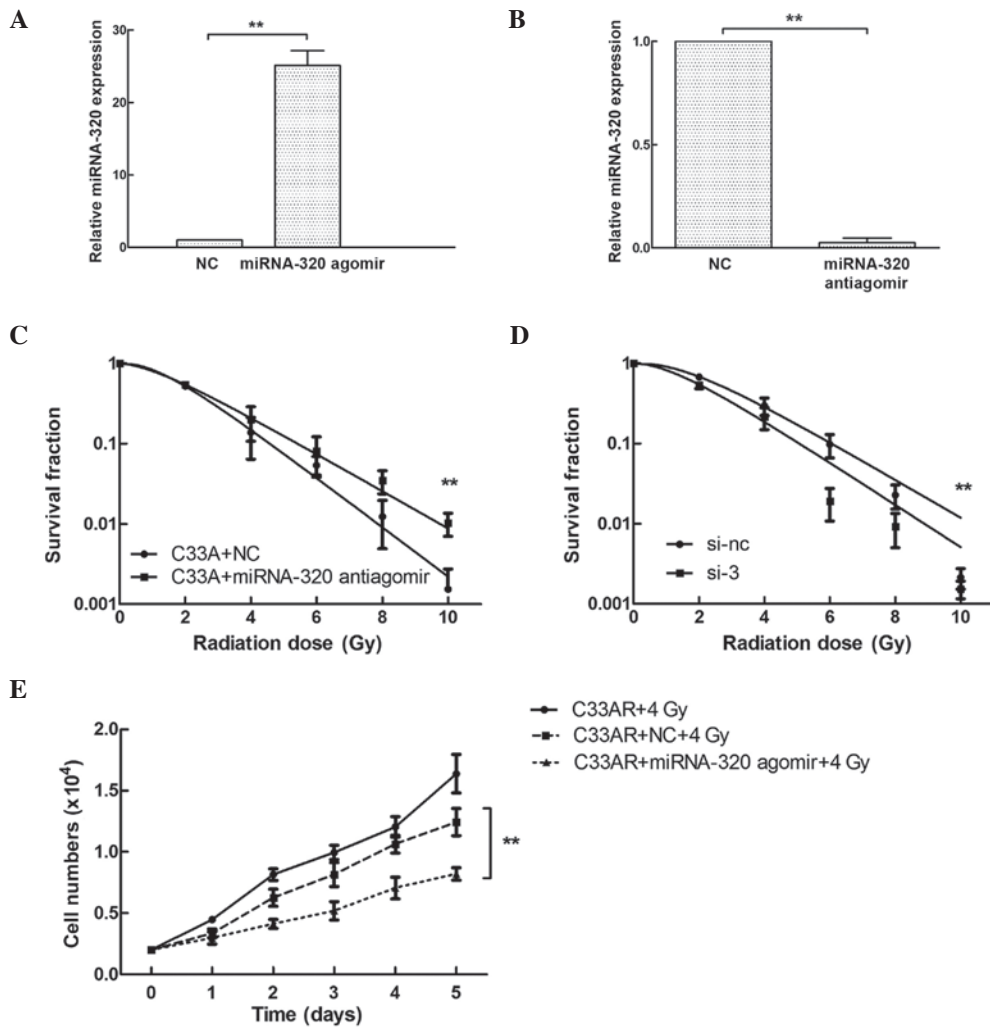 A
Relative miRNA-320 expression
30
20
10
0
**
NC
miRNA-320 agomir
B
Relative miRNA-320 expression
1.0
0.5
0.0
**
NC
miRNA-320
antiagomir
C
Survival fraction
1
0.1
0.01
0.001
**
C33A+NC
C33A+miRNA-320 antiagomir
0 2 4 6 8 10
Radiation dose (Gy)
D
Survival fraction
1
0.1
0.01
0.001
**
si-nc
si-3
0 2 4 6 8 10
Radiation dose (Gy)
E
Cell numbers (x10⁴)
2.0
1.5
1.0
0.5
0.0
**
0 1 2 3 4 5
Time (days)
C33AR+4 Gy
C33AR+NC+4 Gy
C33AR+miRNA-320 agomir+4 Gy